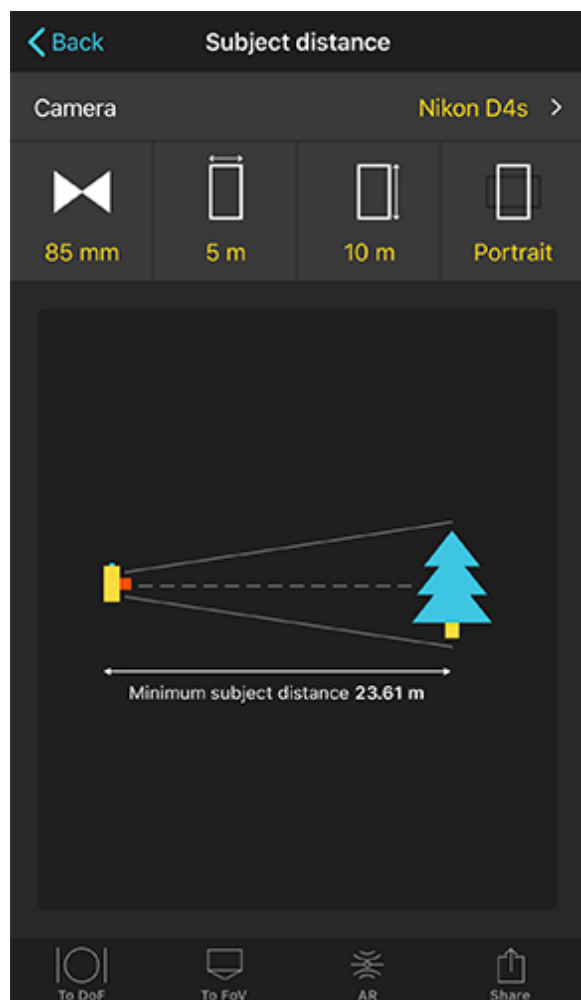 Back
Subject distance
Camera
Nikon D4s
85 mm
5 m
10 m
Portrait
Minimum subject distance 23.61 m
To DoF
To FoV
AR
Share